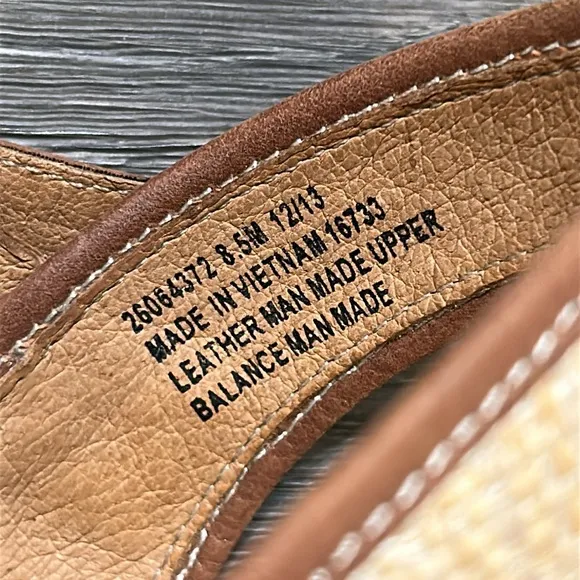 26064372 8.5M 12/13
MADE IN VIETNAM 16733
LEATHER MAN MADE UPPER
BALANCE MAN MADE